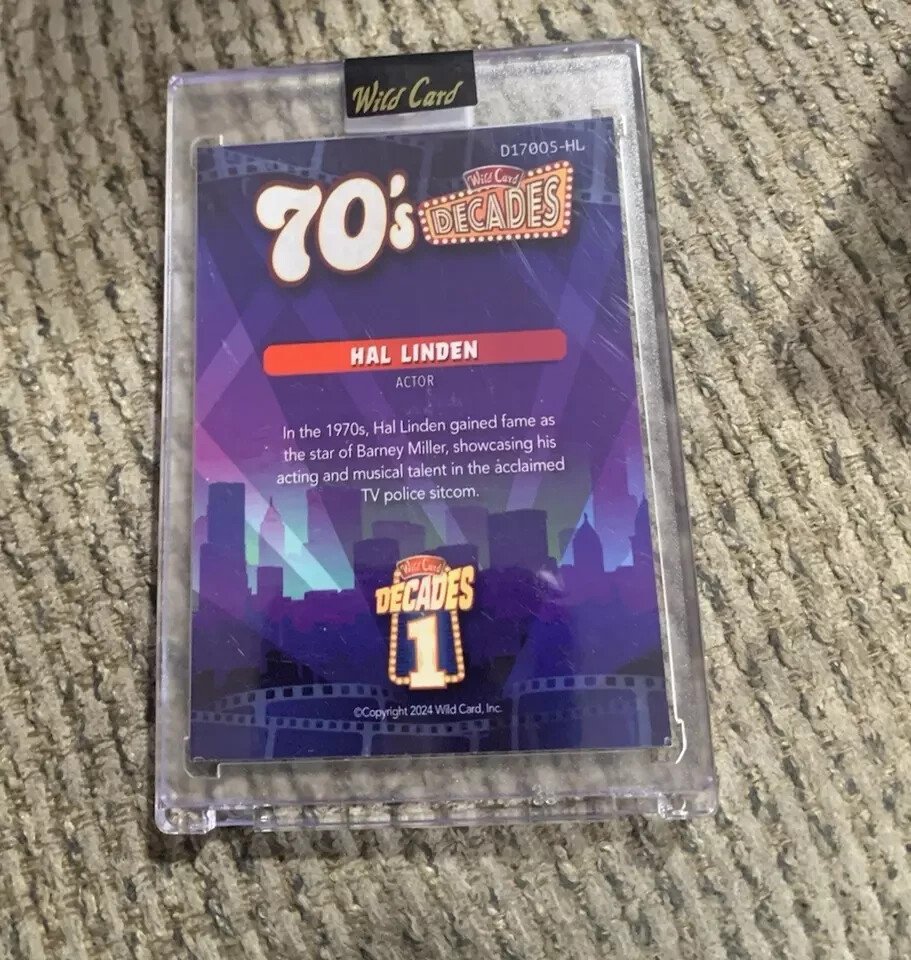 Wild Card
D17005-HL
70's Wild Card
DECADES
HAL LINDEN
ACTOR
In the 1970s, Hal Linden gained fame as
the star of Barney Miller, showcasing his
acting and musical talent in the acclaimed
TV police sitcom.
Wild Card
DECADES
1
©Copyright 2024 Wild Card, Inc.